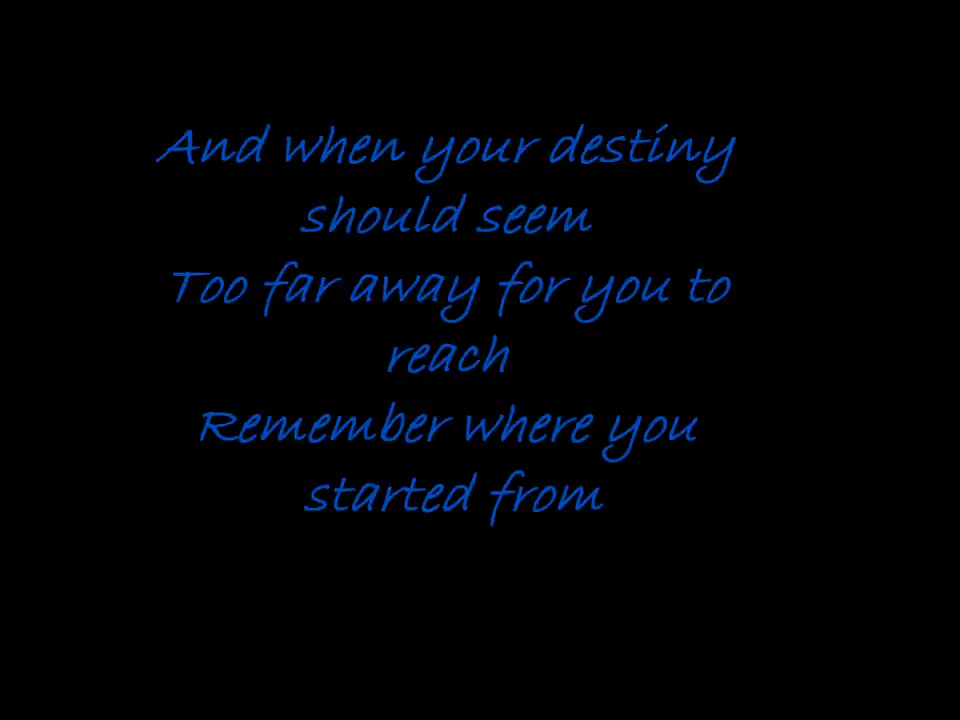 And when your destiny
should seem
Too far away for you to
reach
Remember where you
started from